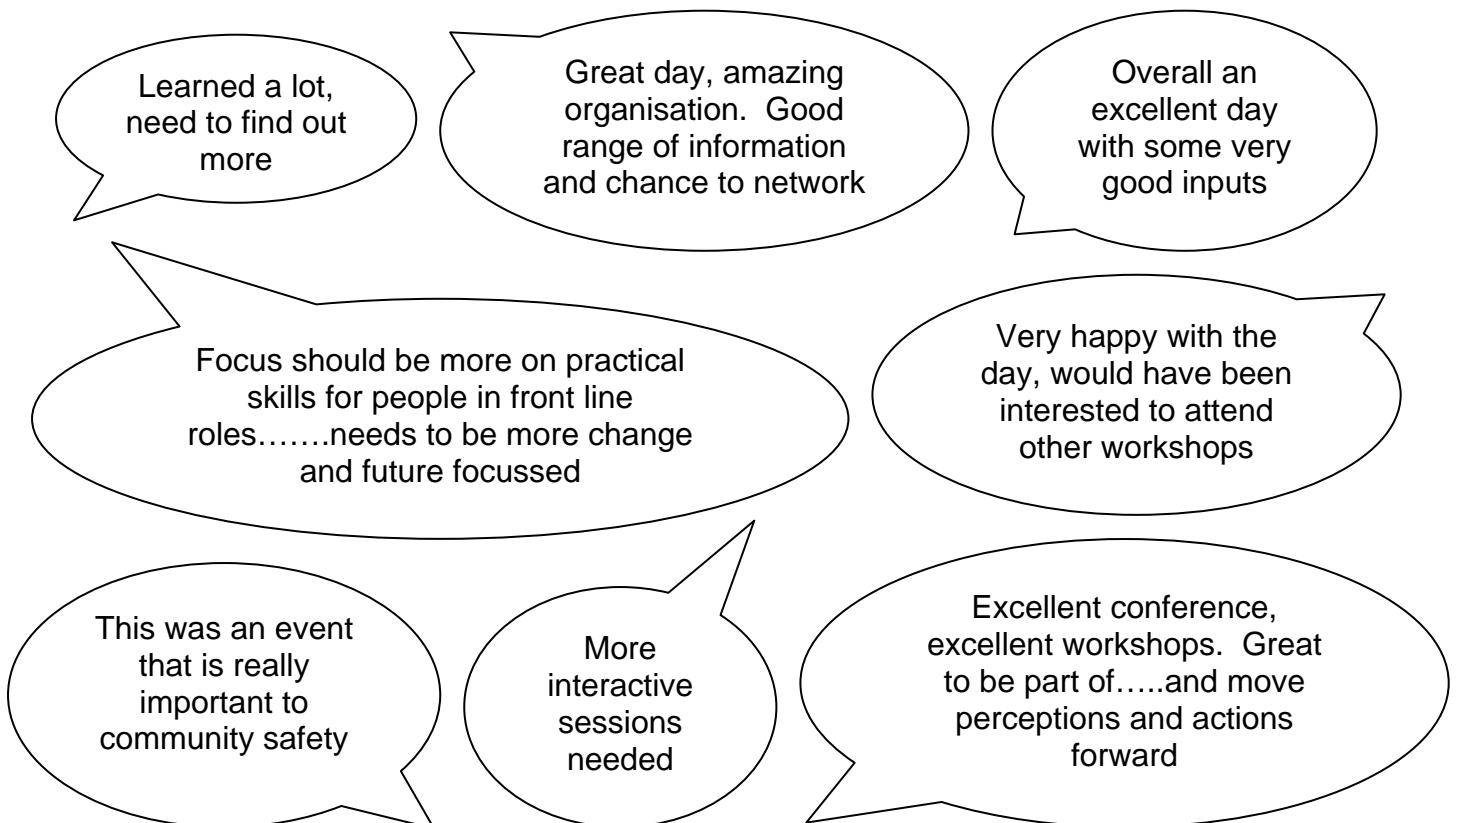 Learned a lot,
need to find out
more
Great day, amazing
organisation.  Good
range of information
and chance to network
Overall an
excellent day
with some very
good inputs
Focus should be more on practical
skills for people in front line
roles…….needs to be more change
and future focussed
Very happy with the
day, would have been
interested to attend
other workshops
This was an event
that is really
important to
community safety
More
interactive
sessions
needed
Excellent conference,
excellent workshops.  Great
to be part of…..and move
perceptions and actions
forward